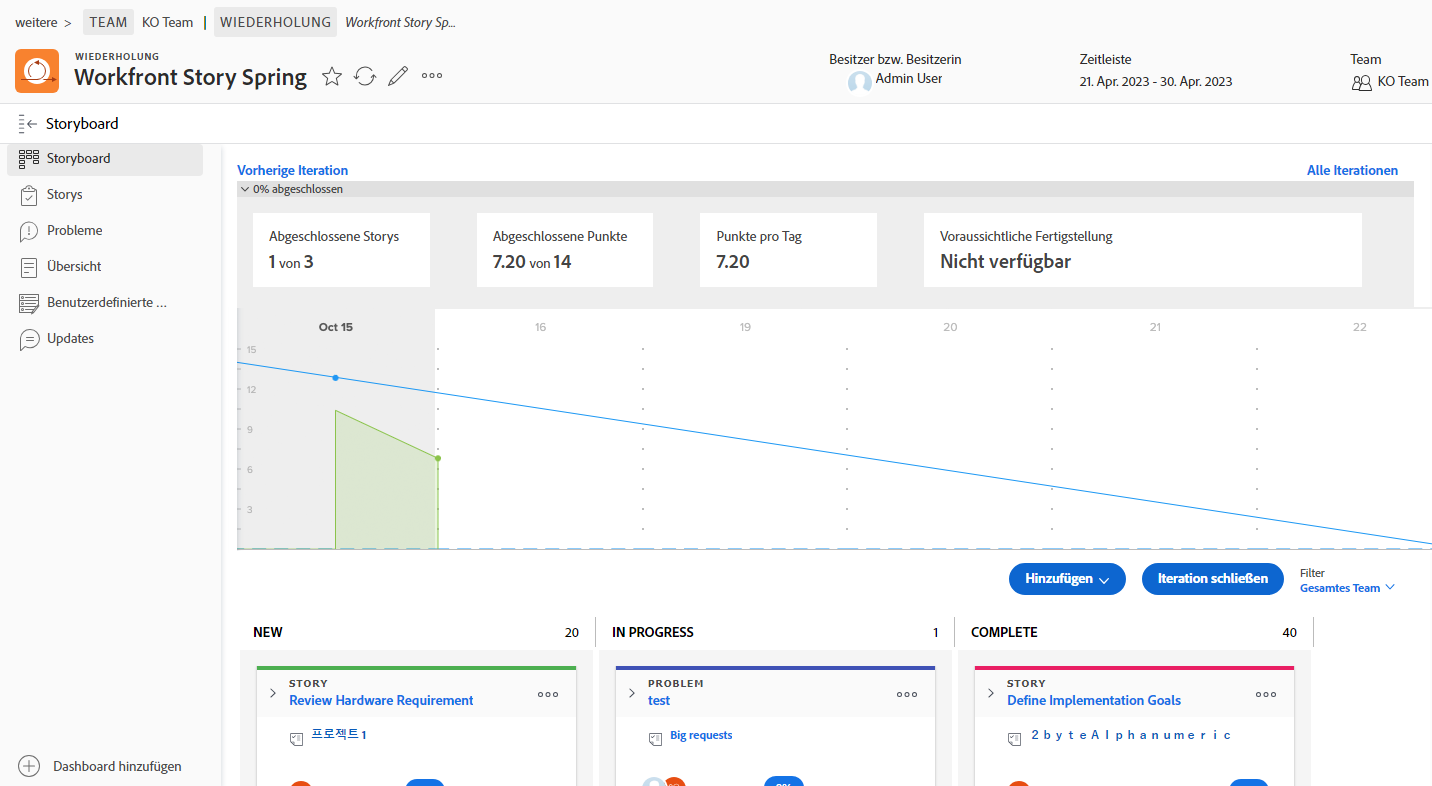 weitere > TEAM KO Team | WIEDERHOLUNG Workfront Story Sp...
WIEDERHOLUNG
Workfront Story Spring
Besitzer bzw. Besitzerin
Admin User
Zeitleiste
21. Apr. 2023 - 30. Apr. 2023
Team
KO Team
Storyboard
Storyboard
Storys
Probleme
Übersicht
Benutzerdefinierte ...
Updates
Dashboard hinzufügen
Vorherige Iteration
Alle Iterationen
0% abgeschlossen
Abgeschlossene Storys
1 von 3
Abgeschlossene Punkte
7.20 von 14
Punkte pro Tag
7.20
Voraussichtliche Fertigstellung
Nicht verfügbar
Oct 15 16 19 20 21 22
15
12
9
6
3
Hinzufügen
Iteration schließen
Filter
Gesamtes Team
NEW 20
IN PROGRESS 1
COMPLETE 40
STORY
Review Hardware Requirement
프로젝트 1
PROBLEM
test
Big requests
STORY
Define Implementation Goals
２ｂｙｔｅＡｌｐｈａｎｕｍｅｒｉｃ